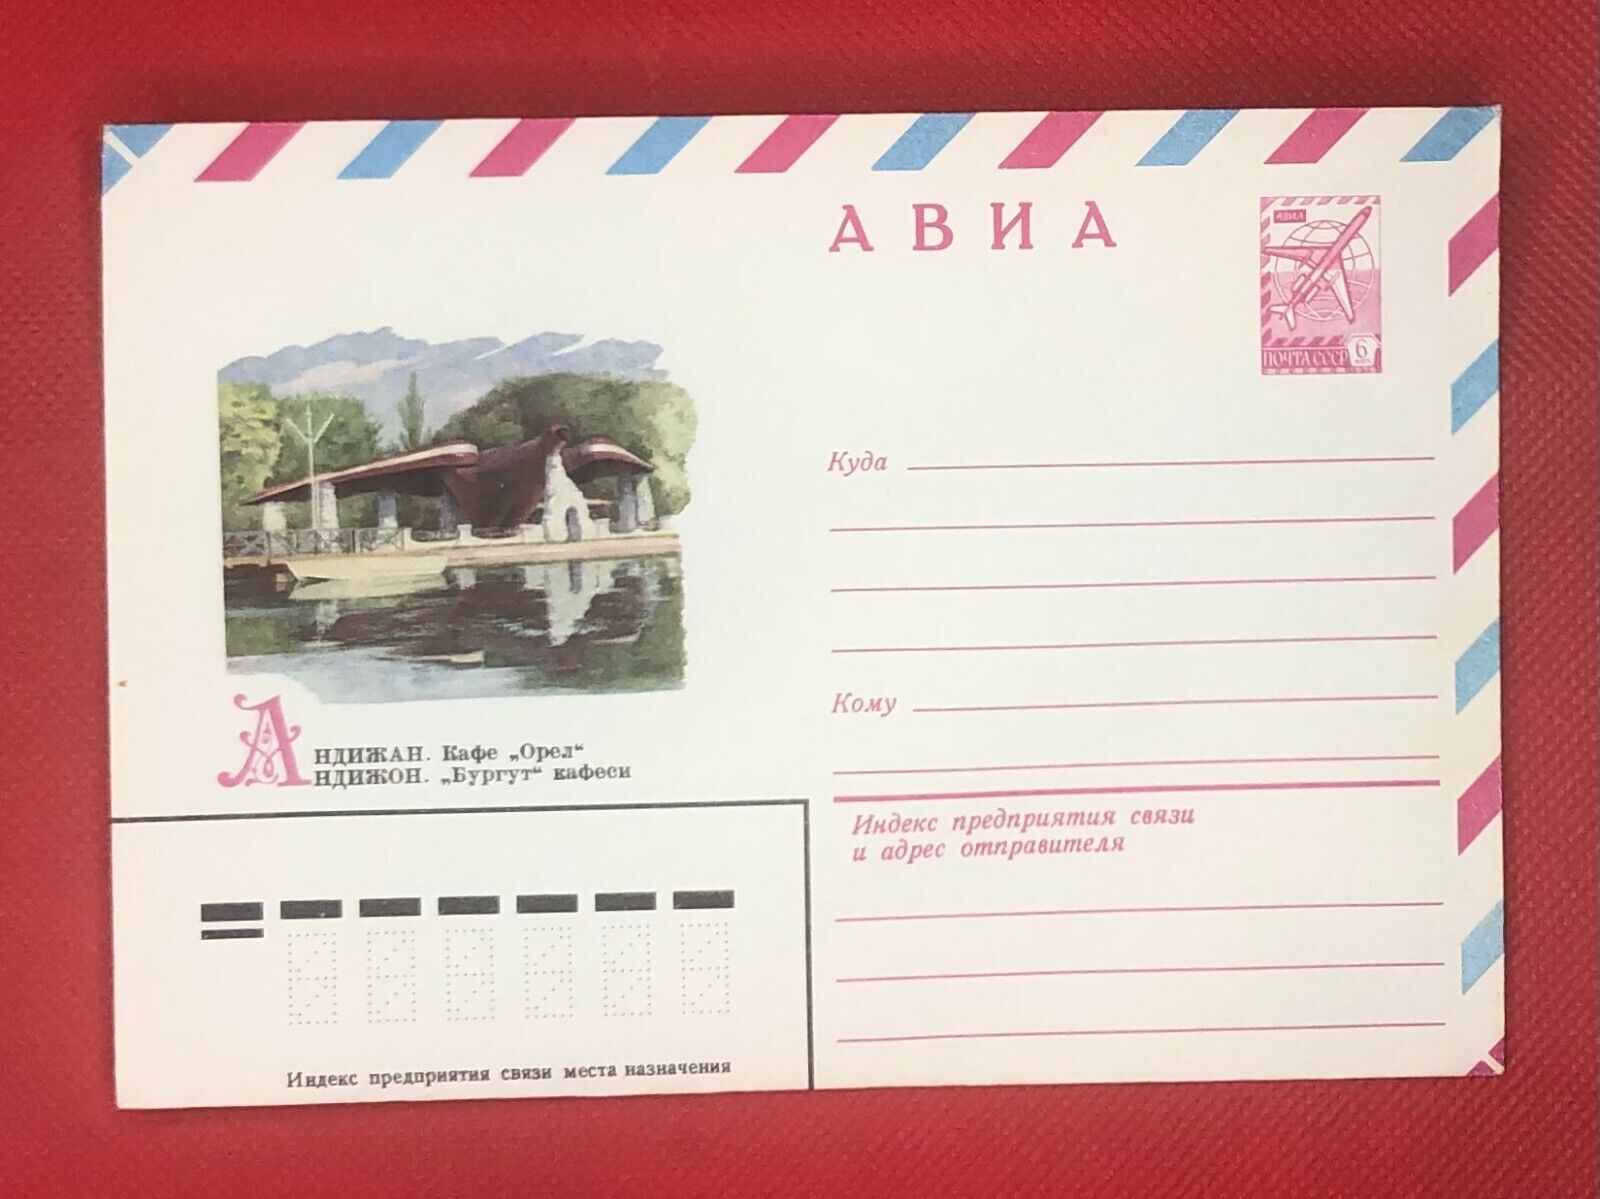 АВИА
АВИА
ПОЧТА СССР 6
Куда
Кому
АНДИЖАН. Кафе „Орел“
АНДИЖОН. „Бургут“ кафеси
Индекс предприятия связи
и адрес отправителя
Индекс предприятия связи места назначения